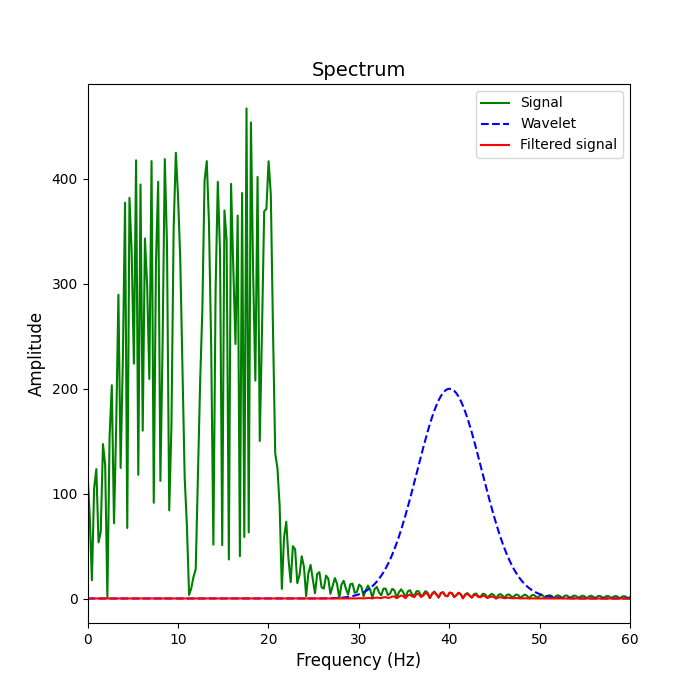 Spectrum
Signal
Wavelet
Filtered signal
400
300
200
100
0
Amplitude
0 10 20 30 40 50 60
Frequency (Hz)